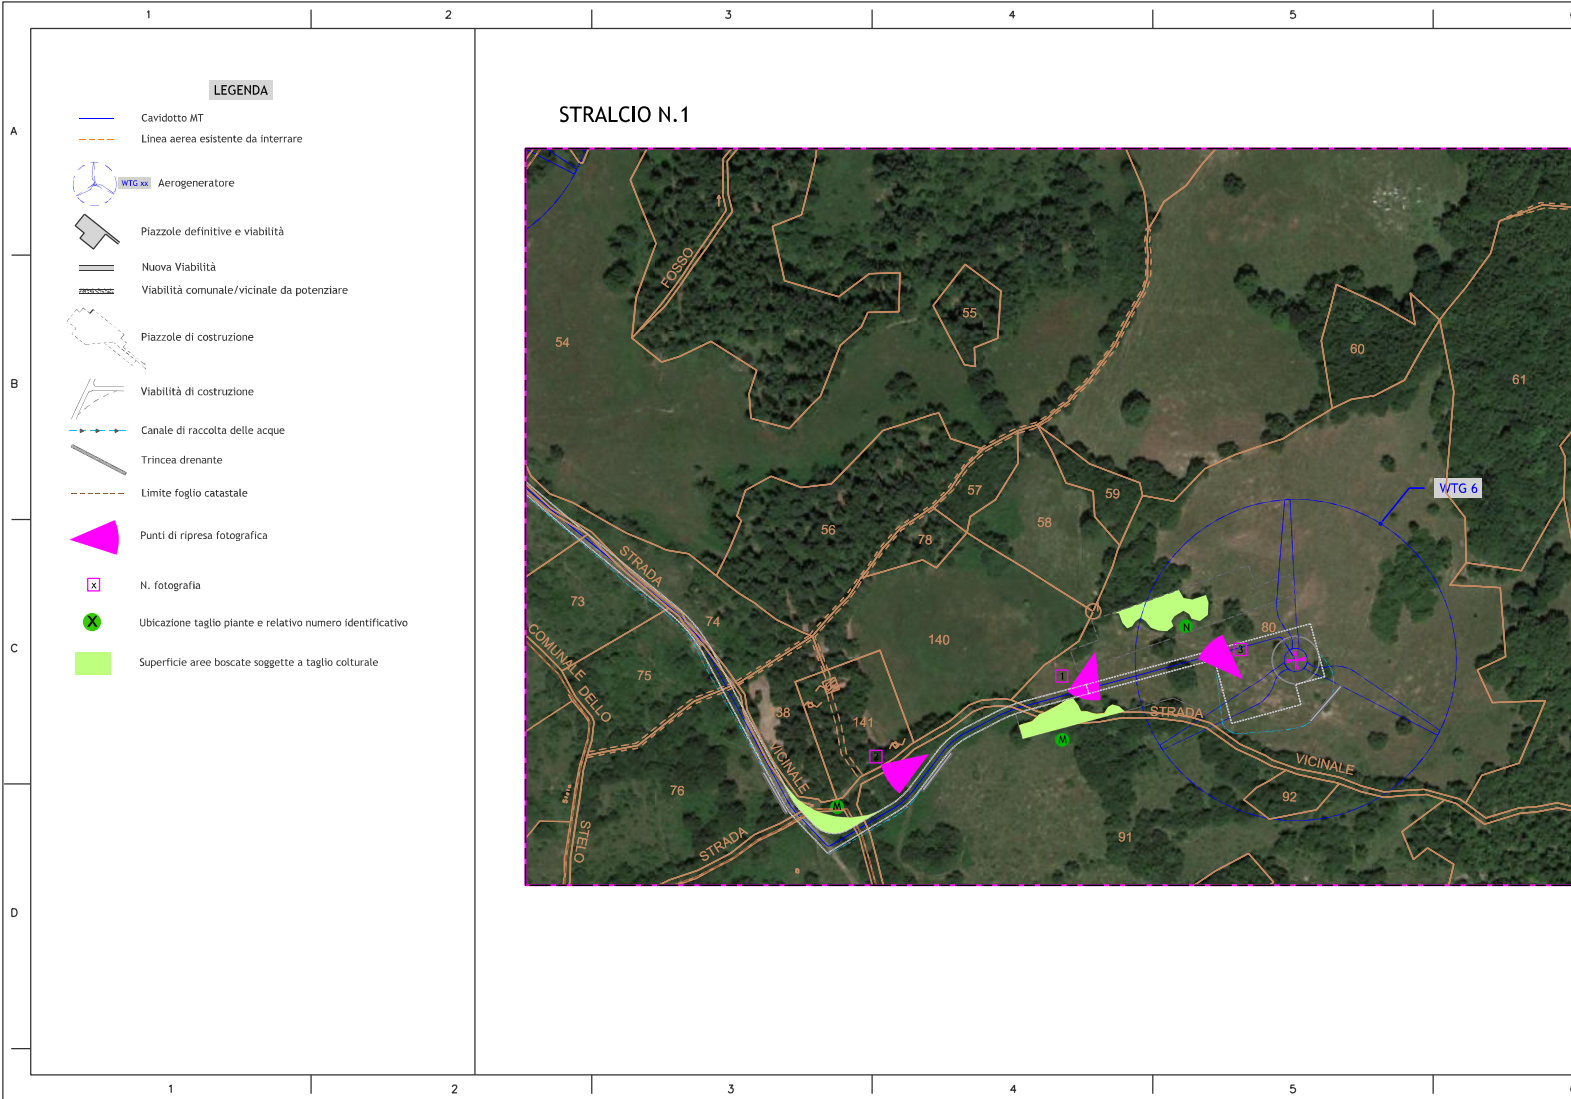 1 2 3 4 5
A
B
C
D
LEGENDA
Cavidotto MT
Linea aerea esistente da interrare
WTG xx Aerogeneratore
Piazzole definitive e viabilità
Nuova Viabilità
Viabilità comunale/vicinale da potenziare
Piazzole di costruzione
Viabilità di costruzione
Canale di raccolta delle acque
Trincea drenante
Limite foglio catastale
Punti di ripresa fotografica
x N. fotografia
X Ubicazione taglio piante e relativo numero identificativo
Superficie aree boscate soggette a taglio colturale
STRALCIO N.1
FOSSO
55
54
60
61
WTG 6
57
59
58
56
78
STRADA
73
74
COMUNALE DELLO
140
80
N
3
75
1
38
141
STRADA
M
VICINALE
2
VICINALE
76
M
92
STELO
STRADA
91
1 2 3 4 5